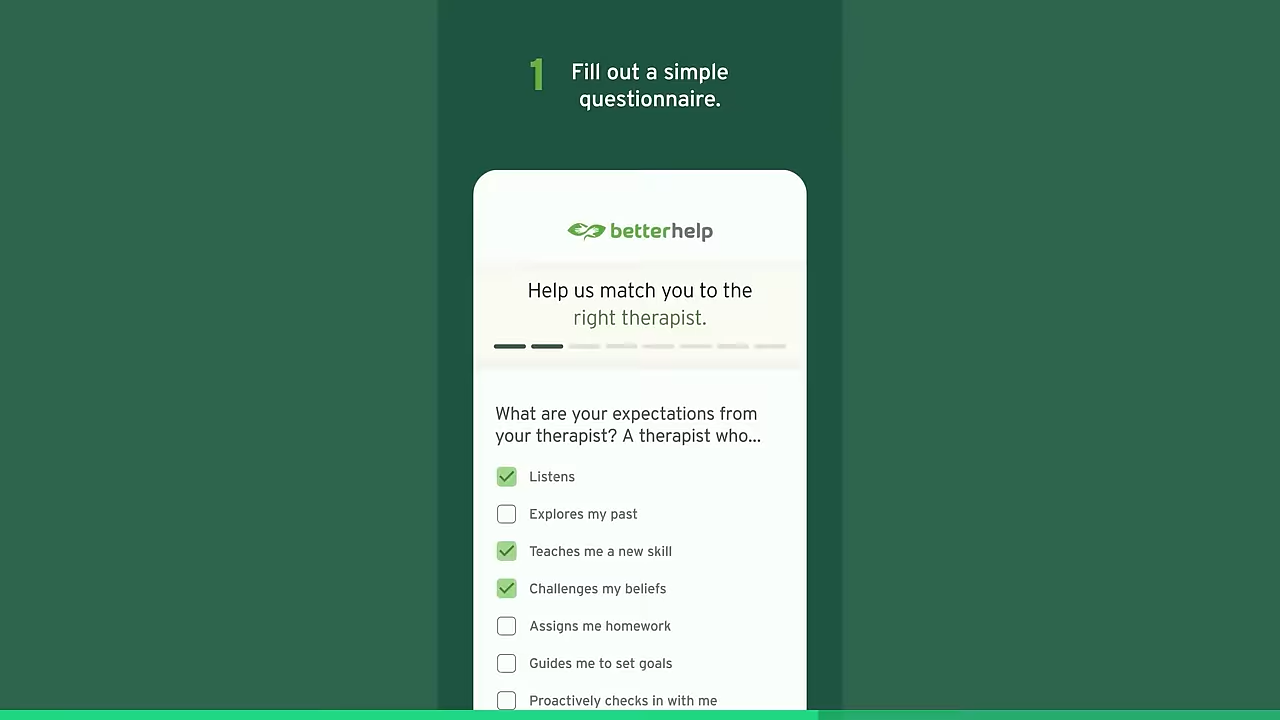 1
Fill out a simple
questionnaire.
betterhelp
Help us match you to the
right therapist.
What are your expectations from
your therapist? A therapist who...
Listens
Explores my past
Teaches me a new skill
Challenges my beliefs
Assigns me homework
Guides me to set goals
Proactively checks in with me